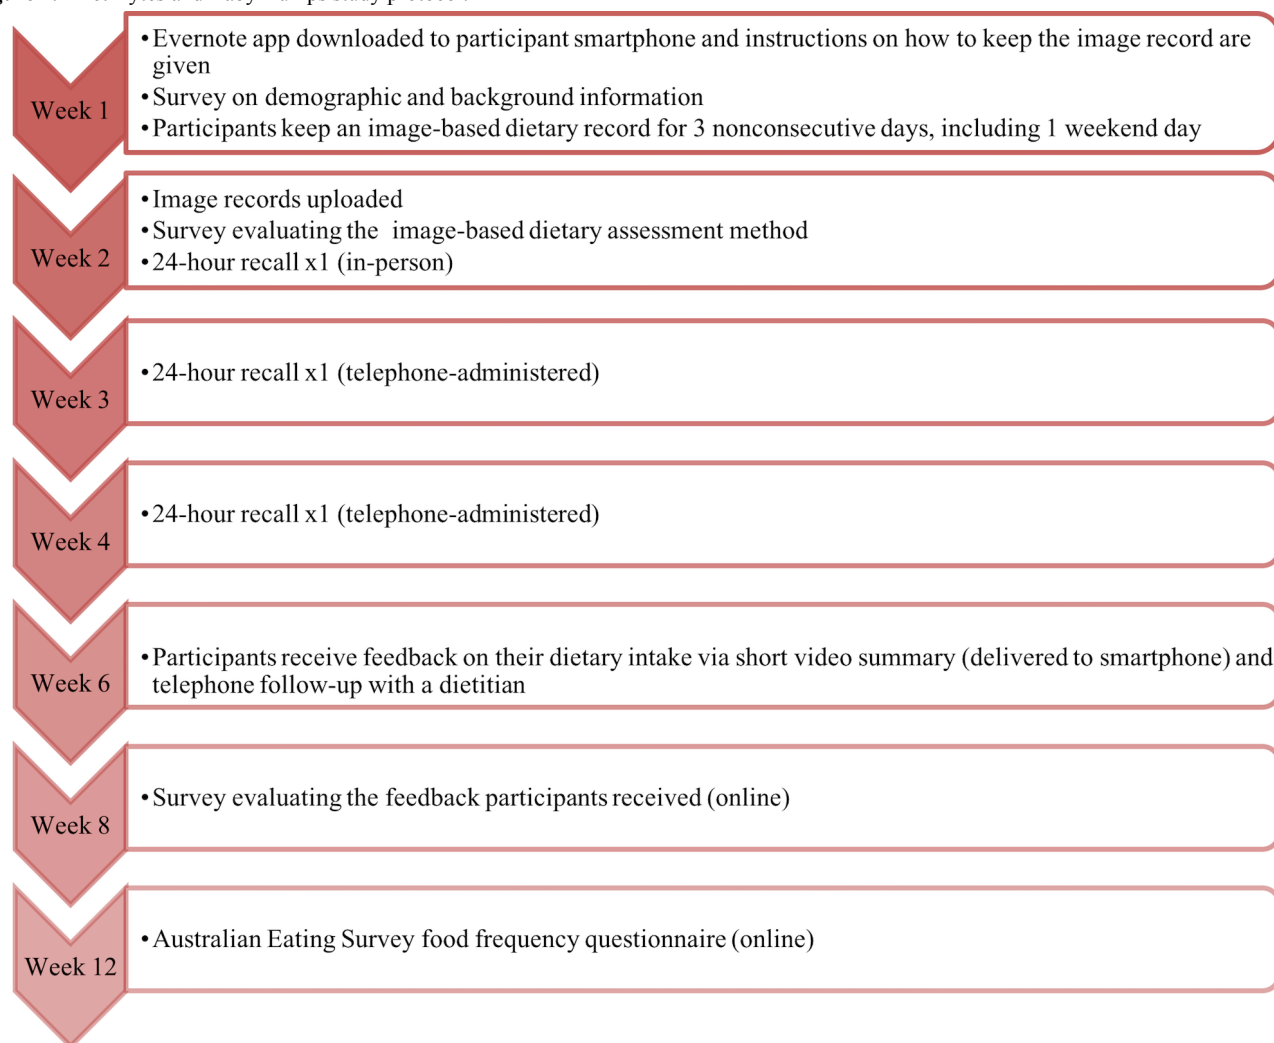 Week 1
•Evernote app downloaded to participant smartphone and instructions on how to keep the image record are
given
•Survey on demographic and background information
•Participants keep an image-based dietary record for 3 nonconsecutive days, including 1 weekend day
Week 2
•Image records uploaded
•Survey evaluating the image-based dietary assessment method
•24-hour recall x1 (in-person)
Week 3
•24-hour recall x1 (telephone-administered)
Week 4
•24-hour recall x1 (telephone-administered)
Week 6
•Participants receive feedback on their dietary intake via short video summary (delivered to smartphone) and
telephone follow-up with a dietitian
Week 8
•Survey evaluating the feedback participants received (online)
Week 12
•Australian Eating Survey food frequency questionnaire (online)